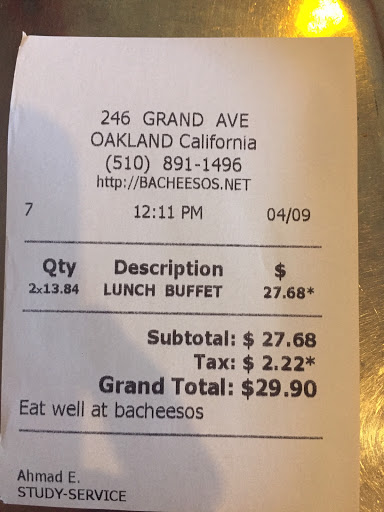 246 GRAND AVE
OAKLAND California
(510) 891-1496
http://BACHEESOS.NET
7 12:11 PM 04/09
Qty Description $
2x13.84 LUNCH BUFFET 27.68*
Subtotal: $ 27.68
Tax: $ 2.22*
Grand Total: $29.90
Eat well at bacheesos
Ahmad E.
STUDY-SERVICE